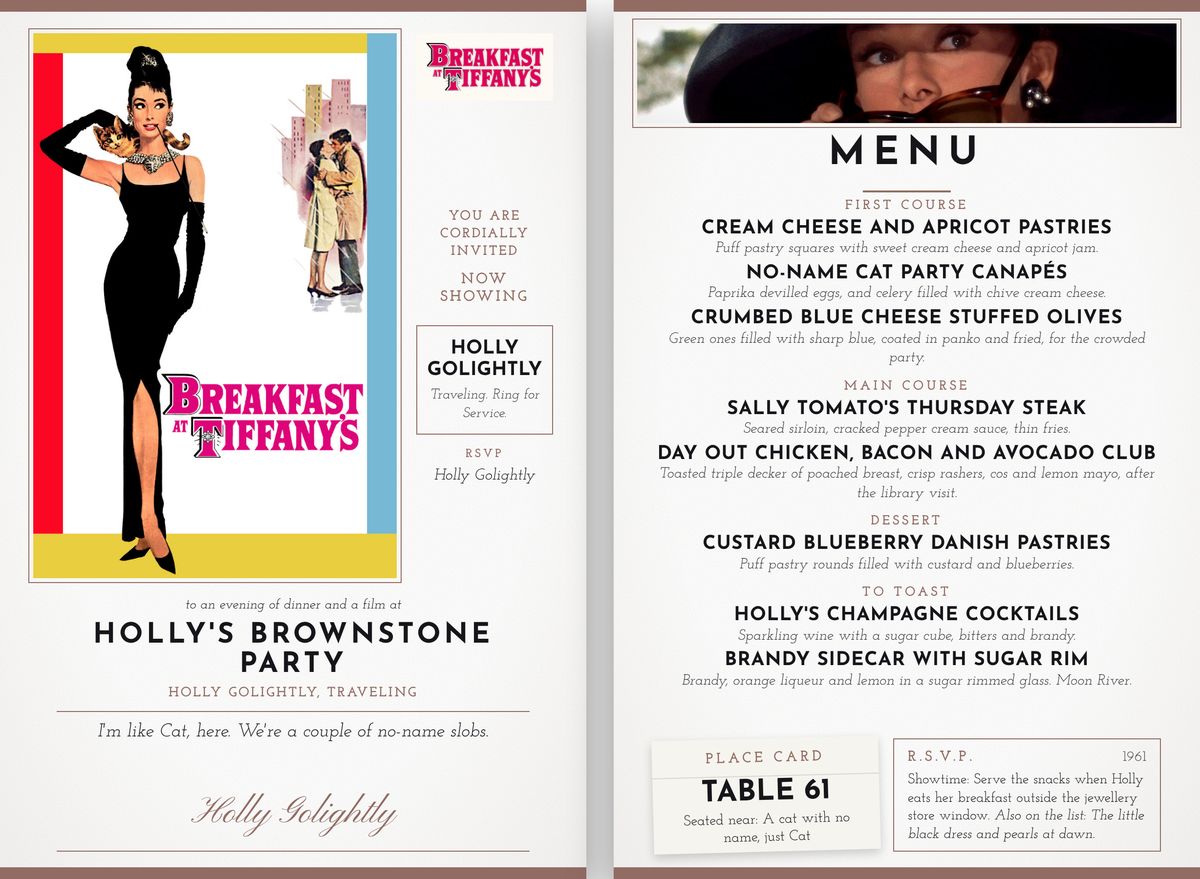 BREAKFAST
AT TIFFANY'S
BREAKFAST
AT TIFFANY'S
YOU ARE
CORDIALLY
INVITED
NOW
SHOWING
HOLLY
GOLIGHTLY
Traveling. Ring for
Service.
RSVP
Holly Golightly
to an evening of dinner and a film at
HOLLY'S BROWNSTONE
PARTY
HOLLY GOLIGHTLY, TRAVELING
I'm like Cat, here. We're a couple of no-name slobs.
Holly Golightly
MENU
FIRST COURSE
CREAM CHEESE AND APRICOT PASTRIES
Puff pastry squares with sweet cream cheese and apricot jam.
NO-NAME CAT PARTY CANAPÉS
Paprika devilled eggs, and celery filled with chive cream cheese.
CRUMBED BLUE CHEESE STUFFED OLIVES
Green ones filled with sharp blue, coated in panko and fried, for the crowded
party.
MAIN COURSE
SALLY TOMATO'S THURSDAY STEAK
Seared sirloin, cracked pepper cream sauce, thin fries.
DAY OUT CHICKEN, BACON AND AVOCADO CLUB
Toasted triple decker of poached breast, crisp rashers, cos and lemon mayo, after
the library visit.
DESSERT
CUSTARD BLUEBERRY DANISH PASTRIES
Puff pastry rounds filled with custard and blueberries.
TO TOAST
HOLLY'S CHAMPAGNE COCKTAILS
Sparkling wine with a sugar cube, bitters and brandy.
BRANDY SIDECAR WITH SUGAR RIM
Brandy, orange liqueur and lemon in a sugar rimmed glass. Moon River.
PLACE CARD
TABLE 61
Seated near: A cat with no
name, just Cat
R.S.V.P. 1961
Showtime: Serve the snacks when Holly
eats her breakfast outside the jewellery
store window. Also on the list: The little
black dress and pearls at dawn.